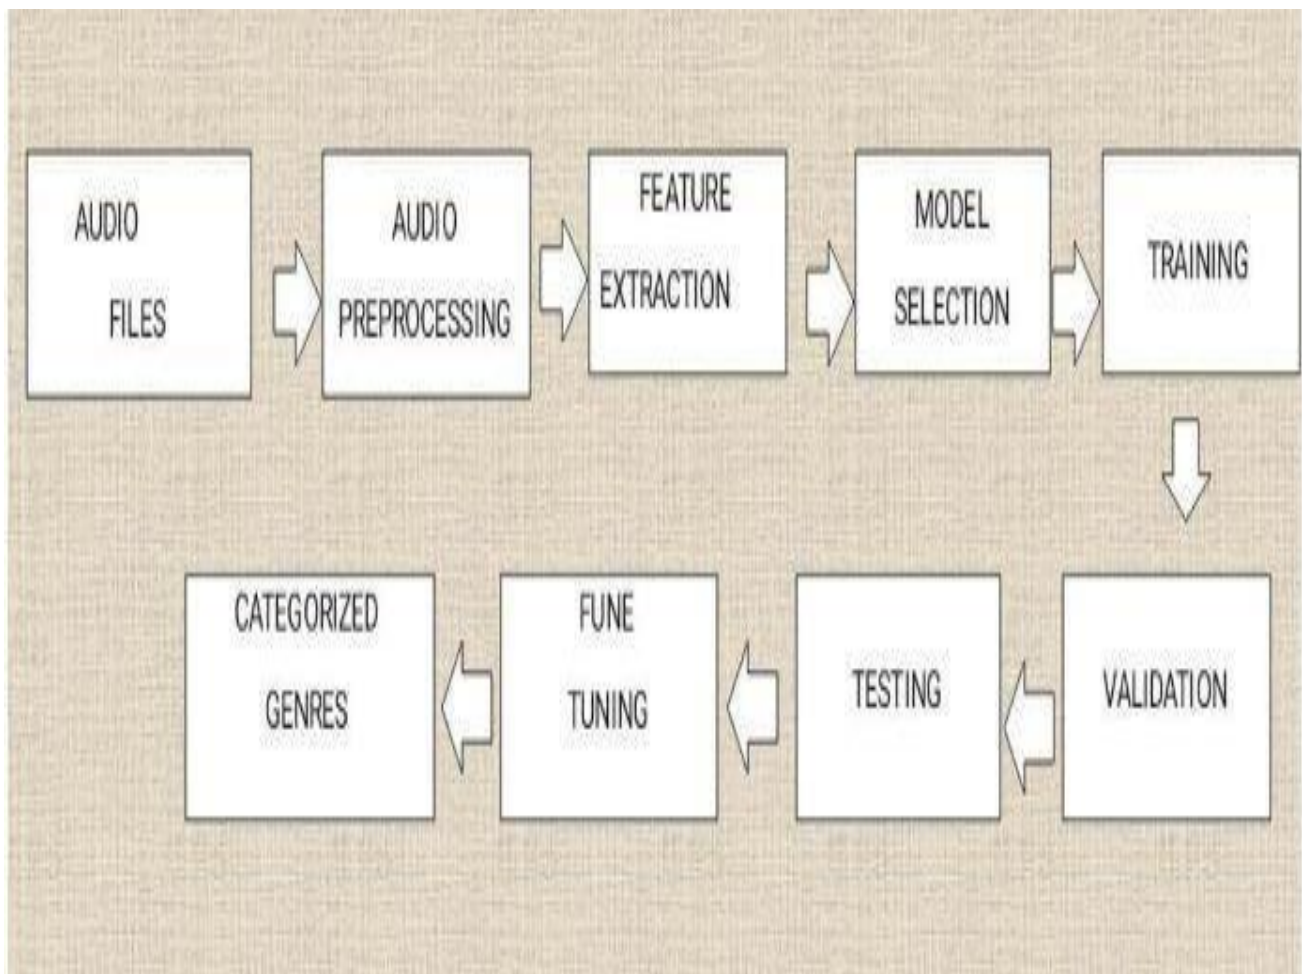 AUDIO
FILES
AUDIO
PREPROCESSING
FEATURE
EXTRACTION
MODEL
SELECTION
TRAINING
VALIDATION
TESTING
FUNE
TUNING
CATEGORIZED
GENRES